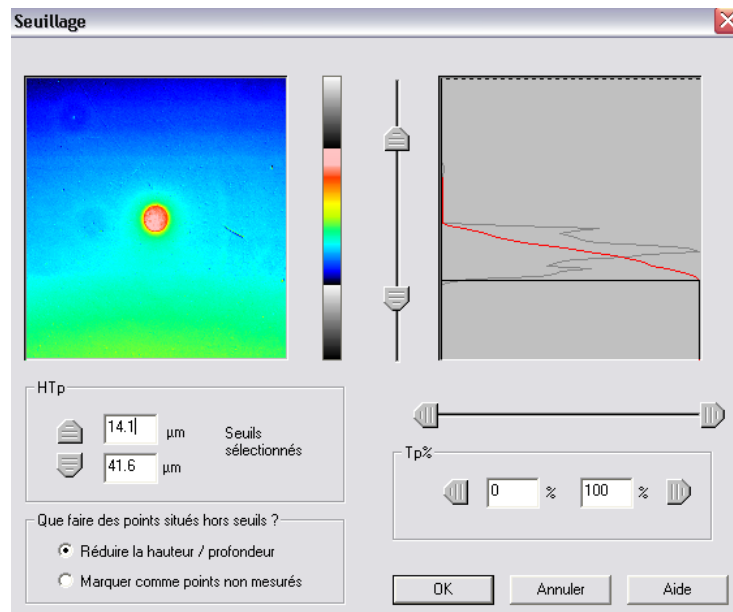 Seuillage
HTp
14.1 µm
Seuils
sélectionnés
41.6 µm
Tp%
0 % 100 %
Que faire des points situés hors seuils ?
Réduire la hauteur / profondeur
Marquer comme points non mesurés
OK Annuler Aide